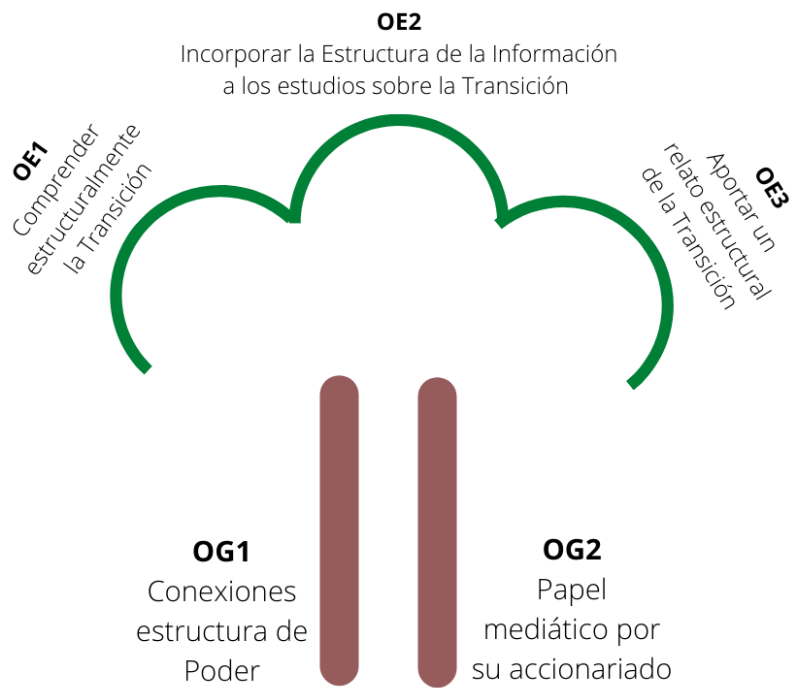 OE2
Incorporar la Estructura de la Información
a los estudios sobre la Transición
OE1
Comprender
estructuralmente
la Transición
OE3
Aportar un
relato estructural
de la Transición
OG1
Conexiones
estructura de
Poder
OG2
Papel
mediático por
su accionariado